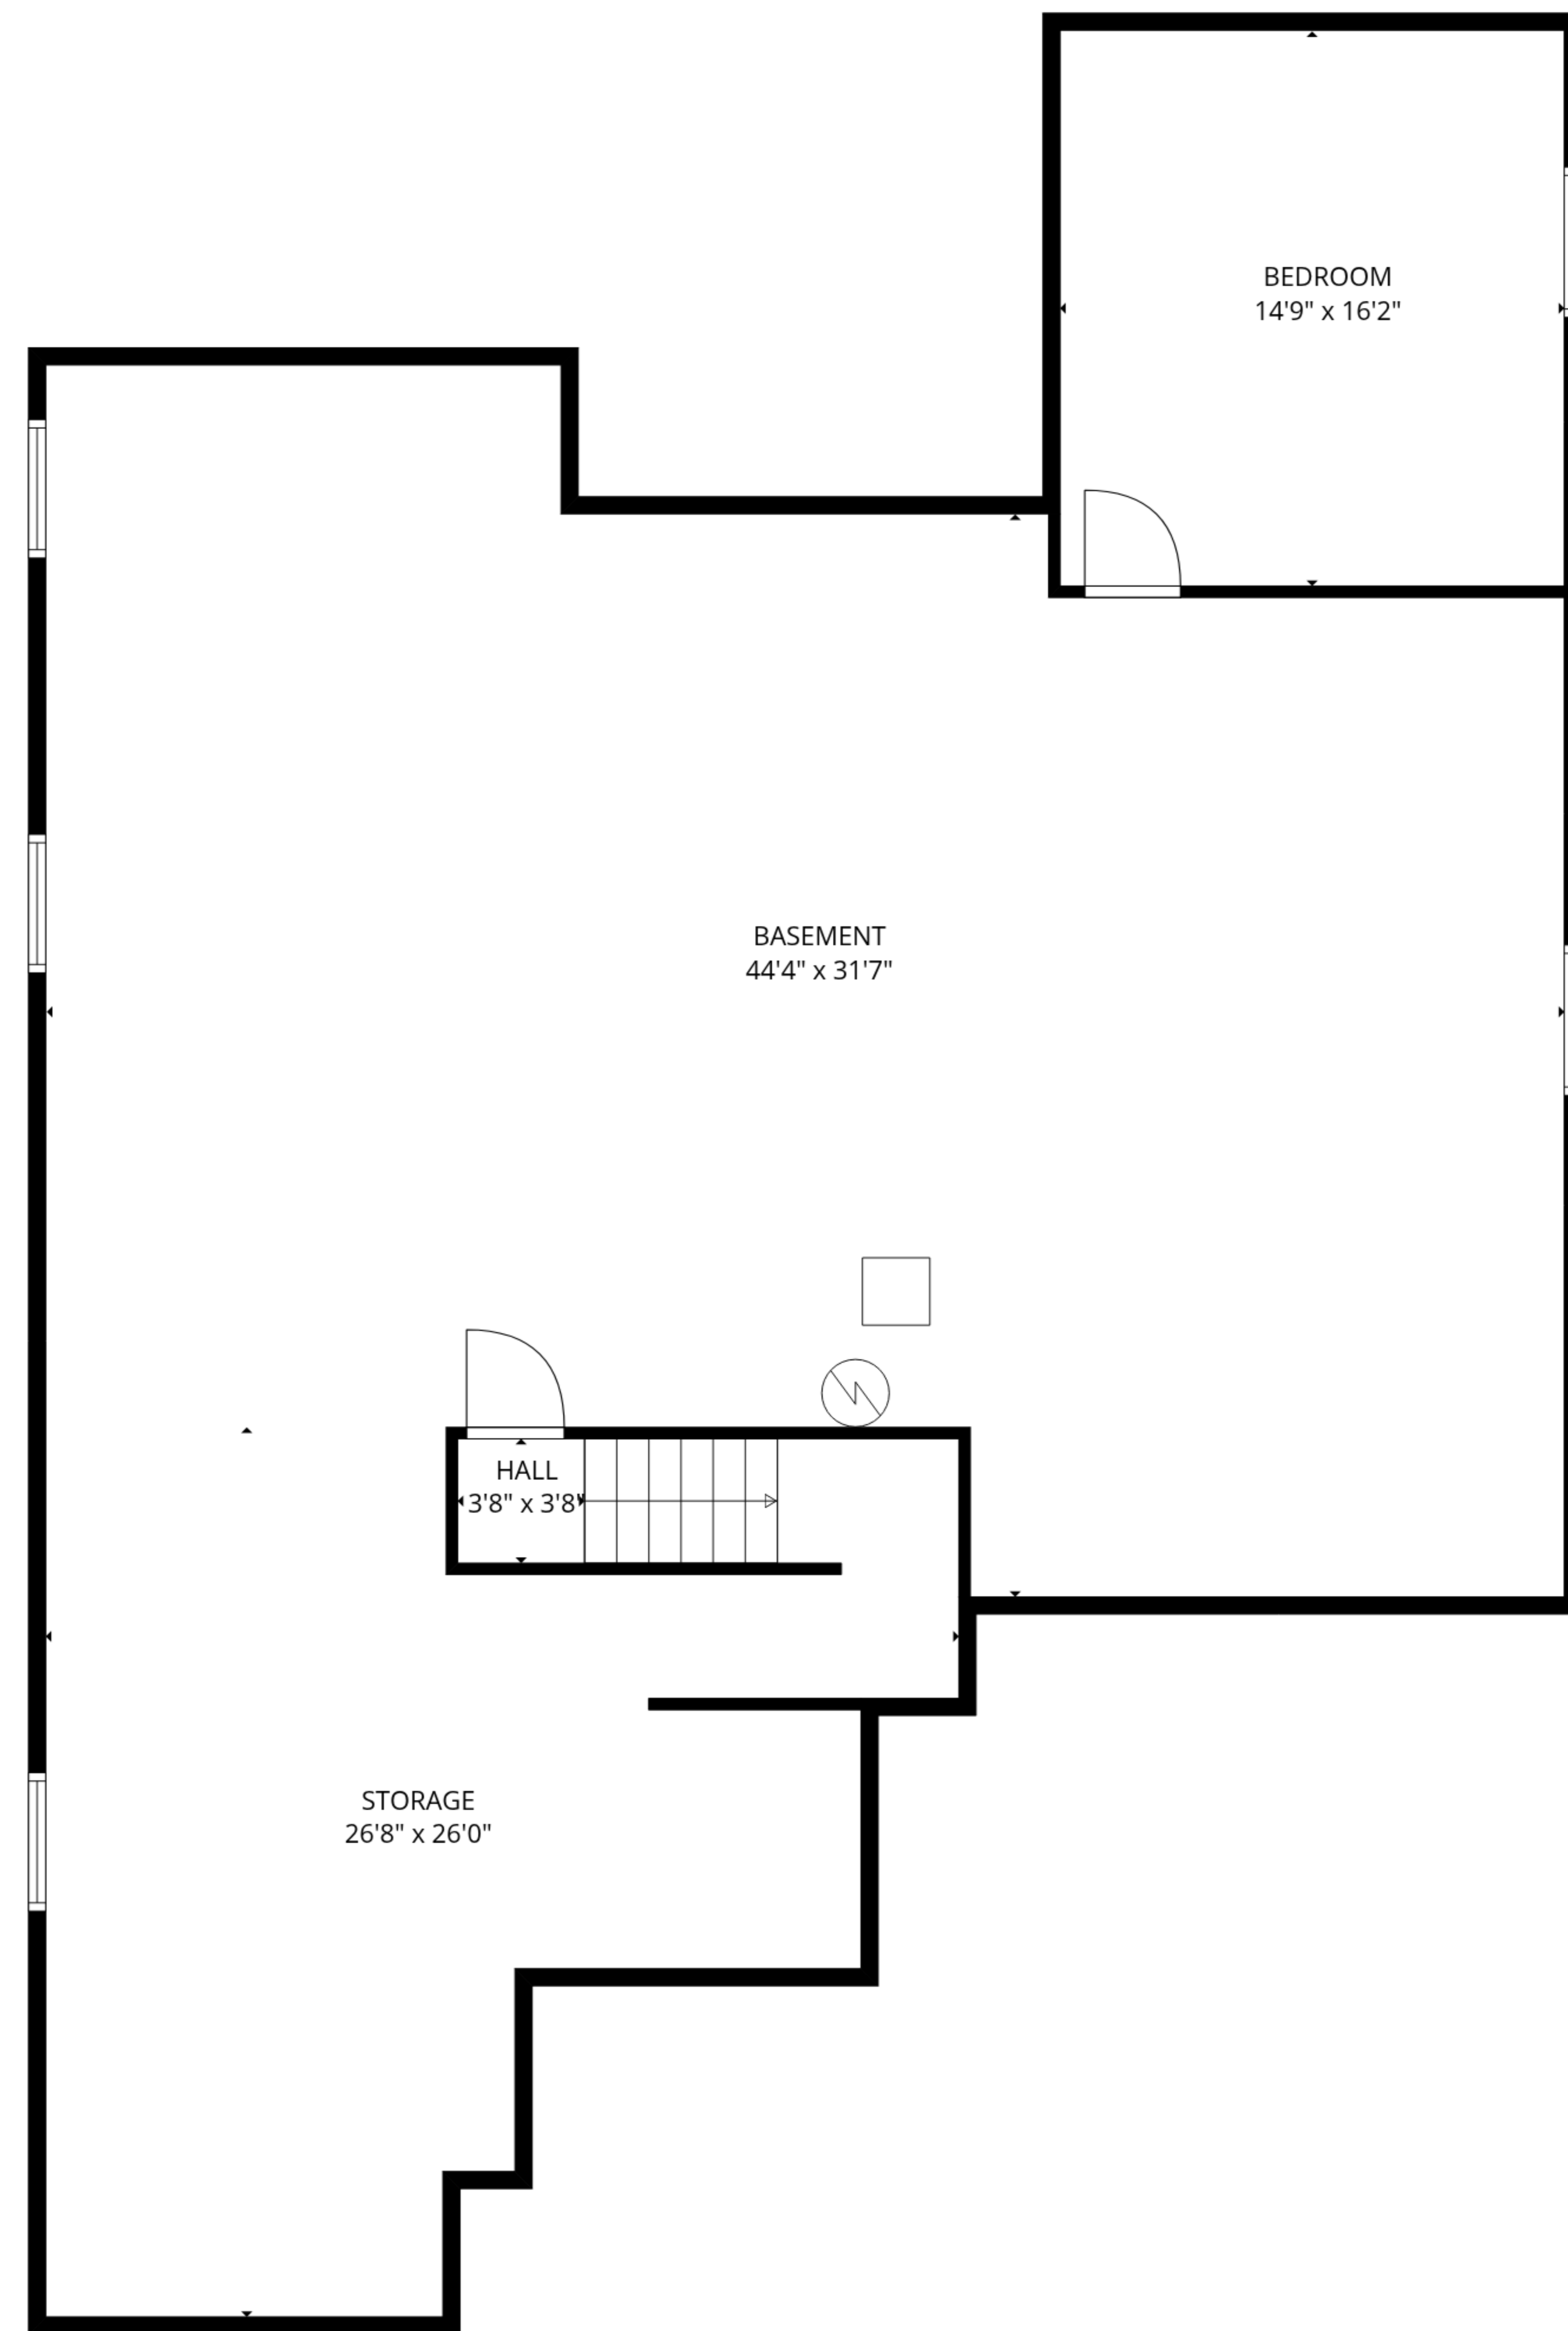 BEDROOM
14'9" x 16'2"
BASEMENT
44'4" x 31'7"
HALL
3'8" x 3'8"
STORAGE
26'8" x 26'0"